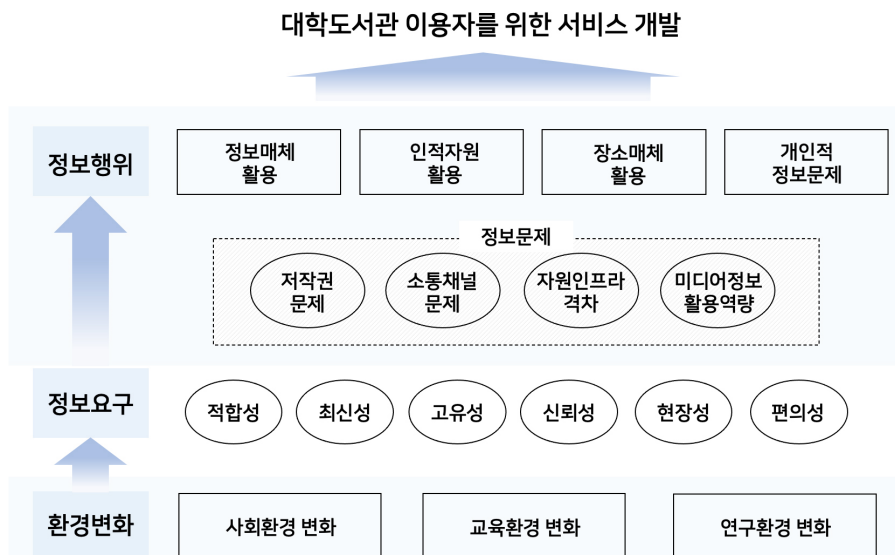 대학도서관 이용자를 위한 서비스 개발
정보행위
정보매체
활용
인적자원
활용
장소매체
활용
개인적
정보문제
정보문제
저작권
문제
소통채널
문제
자원인프라
격차
미디어정보
활용역량
정보요구
적합성
최신성
고유성
신뢰성
현장성
편의성
환경변화
사회환경 변화
교육환경 변화
연구환경 변화